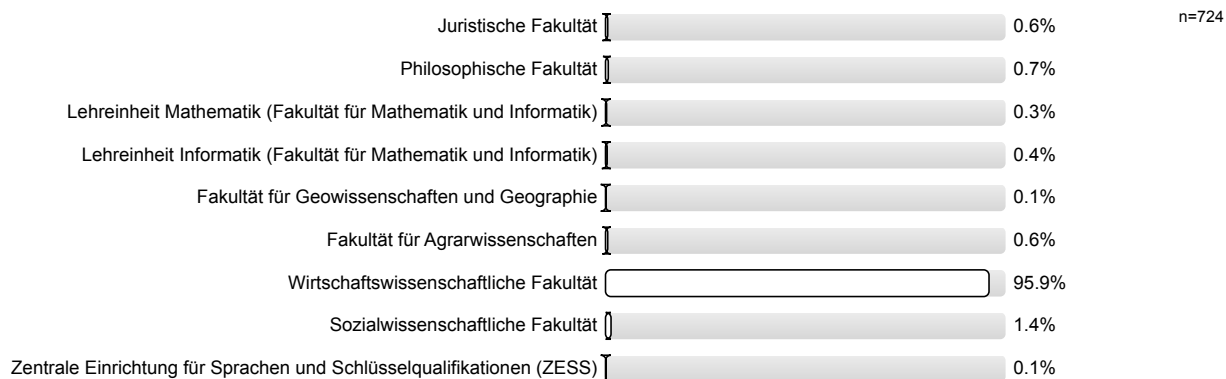 Juristische Fakultät 0.6% n=724
Philosophische Fakultät 0.7%
Lehreinheit Mathematik (Fakultät für Mathematik und Informatik) 0.3%
Lehreinheit Informatik (Fakultät für Mathematik und Informatik) 0.4%
Fakultät für Geowissenschaften und Geographie 0.1%
Fakultät für Agrarwissenschaften 0.6%
Wirtschaftswissenschaftliche Fakultät 95.9%
Sozialwissenschaftliche Fakultät 1.4%
Zentrale Einrichtung für Sprachen und Schlüsselqualifikationen (ZESS) 0.1%